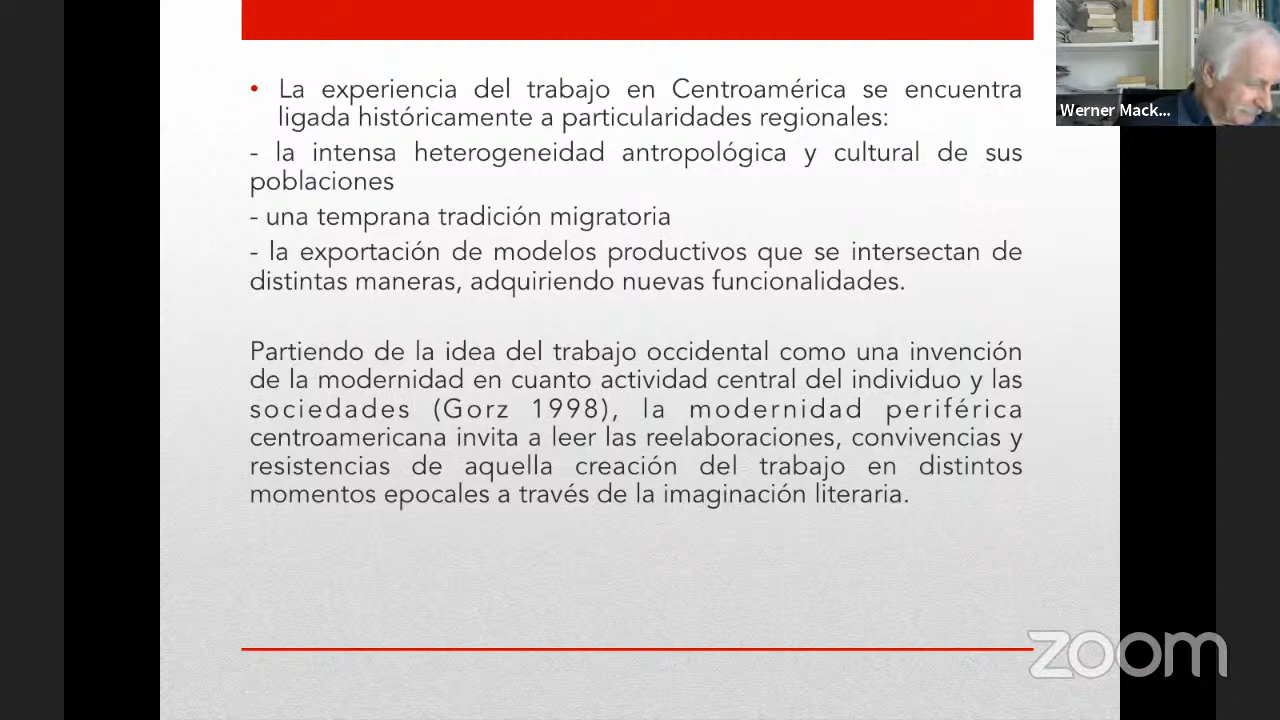 • La experiencia del trabajo en Centroamérica se encuentra
ligada históricamente a particularidades regionales:
- la intensa heterogeneidad antropológica y cultural de sus
poblaciones
- una temprana tradición migratoria
- la exportación de modelos productivos que se intersectan de
distintas maneras, adquiriendo nuevas funcionalidades.
Partiendo de la idea del trabajo occidental como una invención
de la modernidad en cuanto actividad central del individuo y las
sociedades (Gorz 1998), la modernidad periférica
centroamericana invita a leer las reelaboraciones, convivencias y
resistencias de aquella creación del trabajo en distintos
momentos epocales a través de la imaginación literaria.
Werner Mack...
zoom